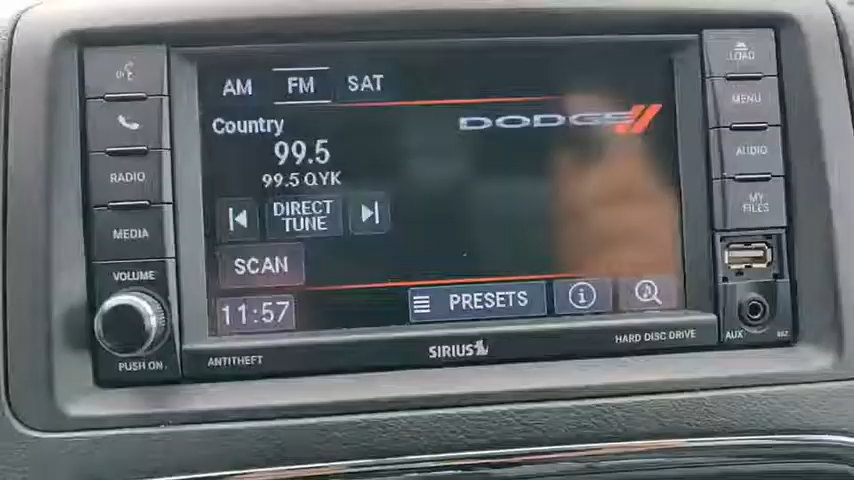 LOAD
AM FM SAT
MENU
Country
DODGE
99.5
99.5 QYK
AUDIO
RADIO
DIRECT
TUNE
MY
FILES
MEDIA
SCAN
VOLUME
11:57
PRESETS
PUSH ON
ANTITHEFT
SIRIUS
HARD DISC DRIVE
AUX